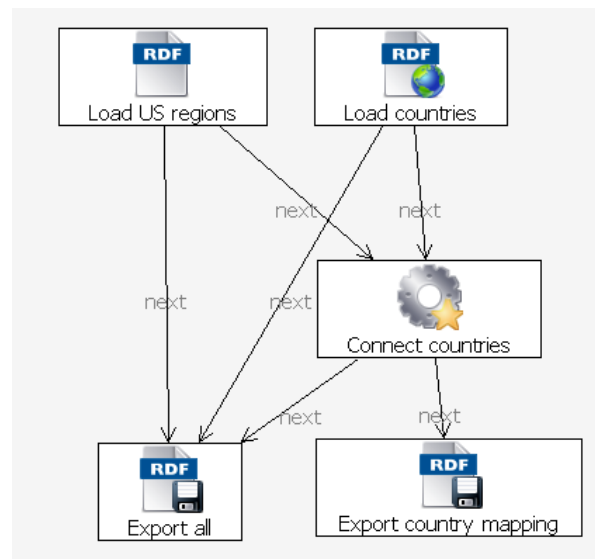 RDF
Load US regions
RDF
Load countries
next
next
next
next
Connect countries
next
next
RDF
Export all
RDF
Export country mapping